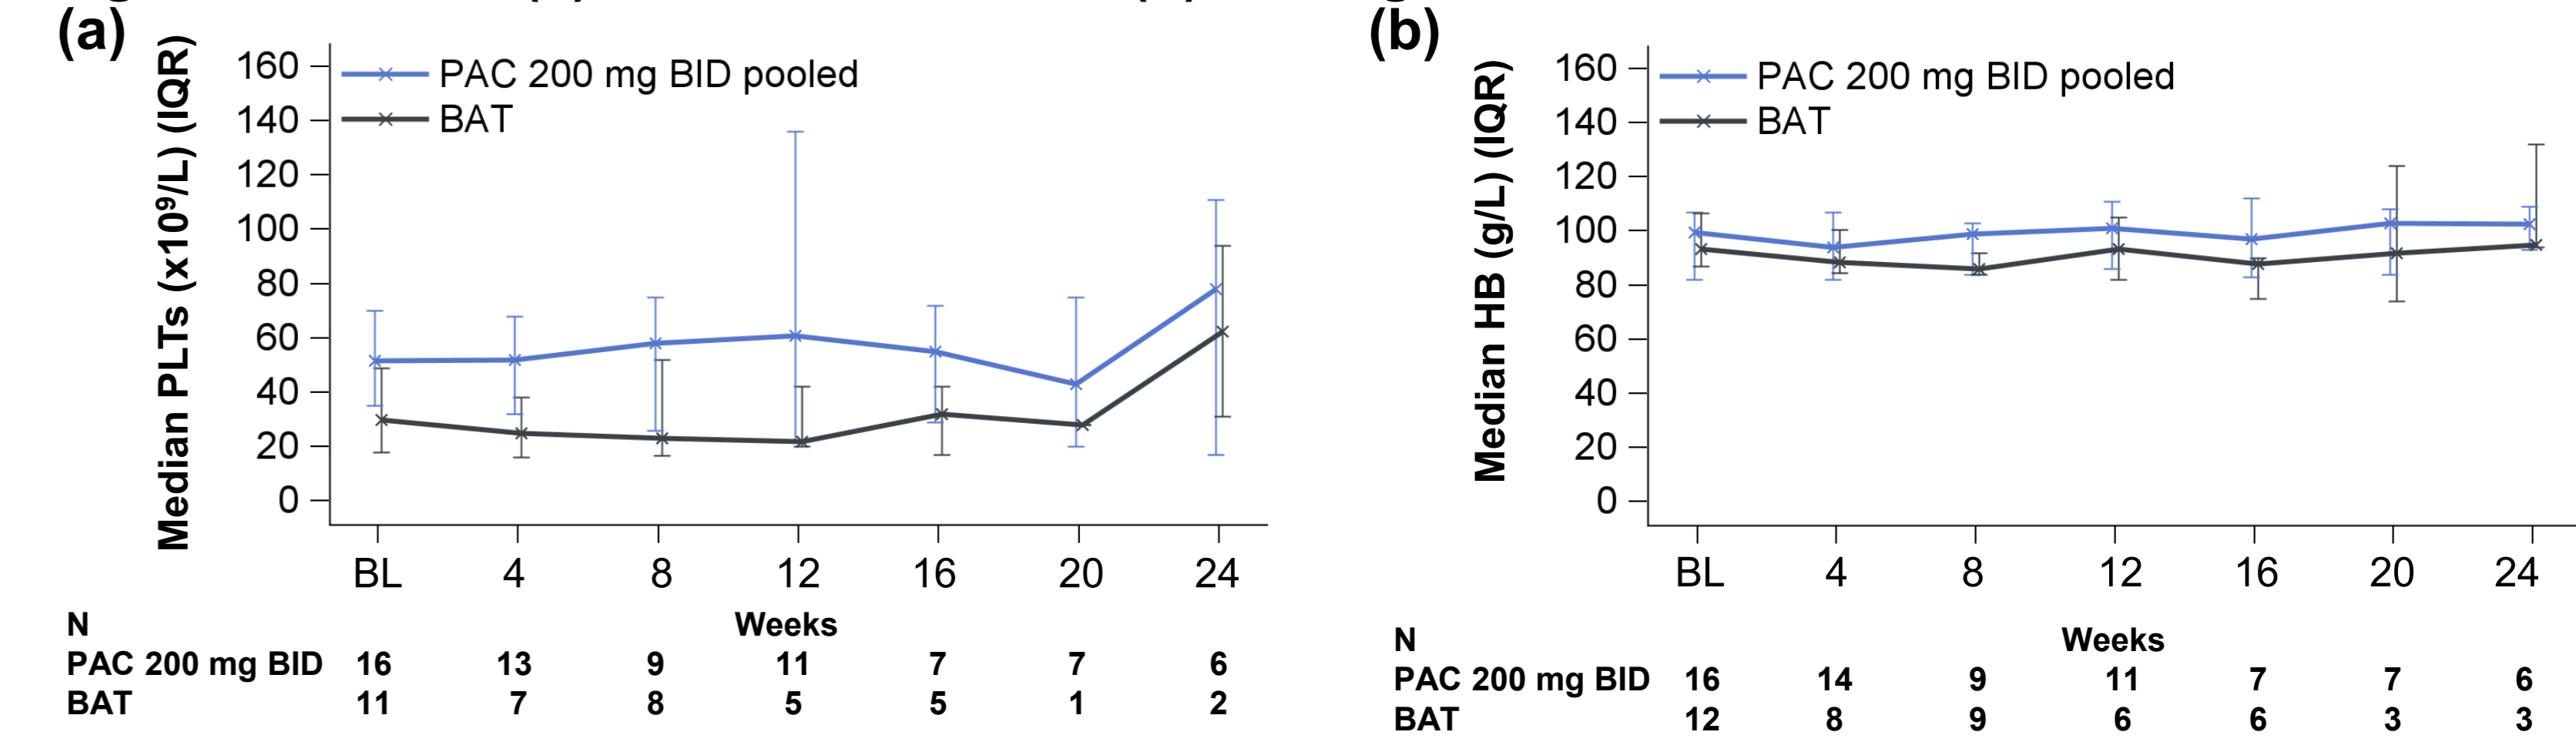 (a)
Median PLTs (x10⁹/L) (IQR)
160
140
120
100
80
60
40
20
0
PAC 200 mg BID pooled
BAT
BL 4 8 12 16 20 24
Weeks
N
PAC 200 mg BID 16 13 9 11 7 7 6
BAT 11 7 8 5 5 1 2
(b)
Median HB (g/L) (IQR)
160
140
120
100
80
60
40
20
0
PAC 200 mg BID pooled
BAT
BL 4 8 12 16 20 24
Weeks
N
PAC 200 mg BID 16 14 9 11 7 7 6
BAT 12 8 9 6 6 3 3